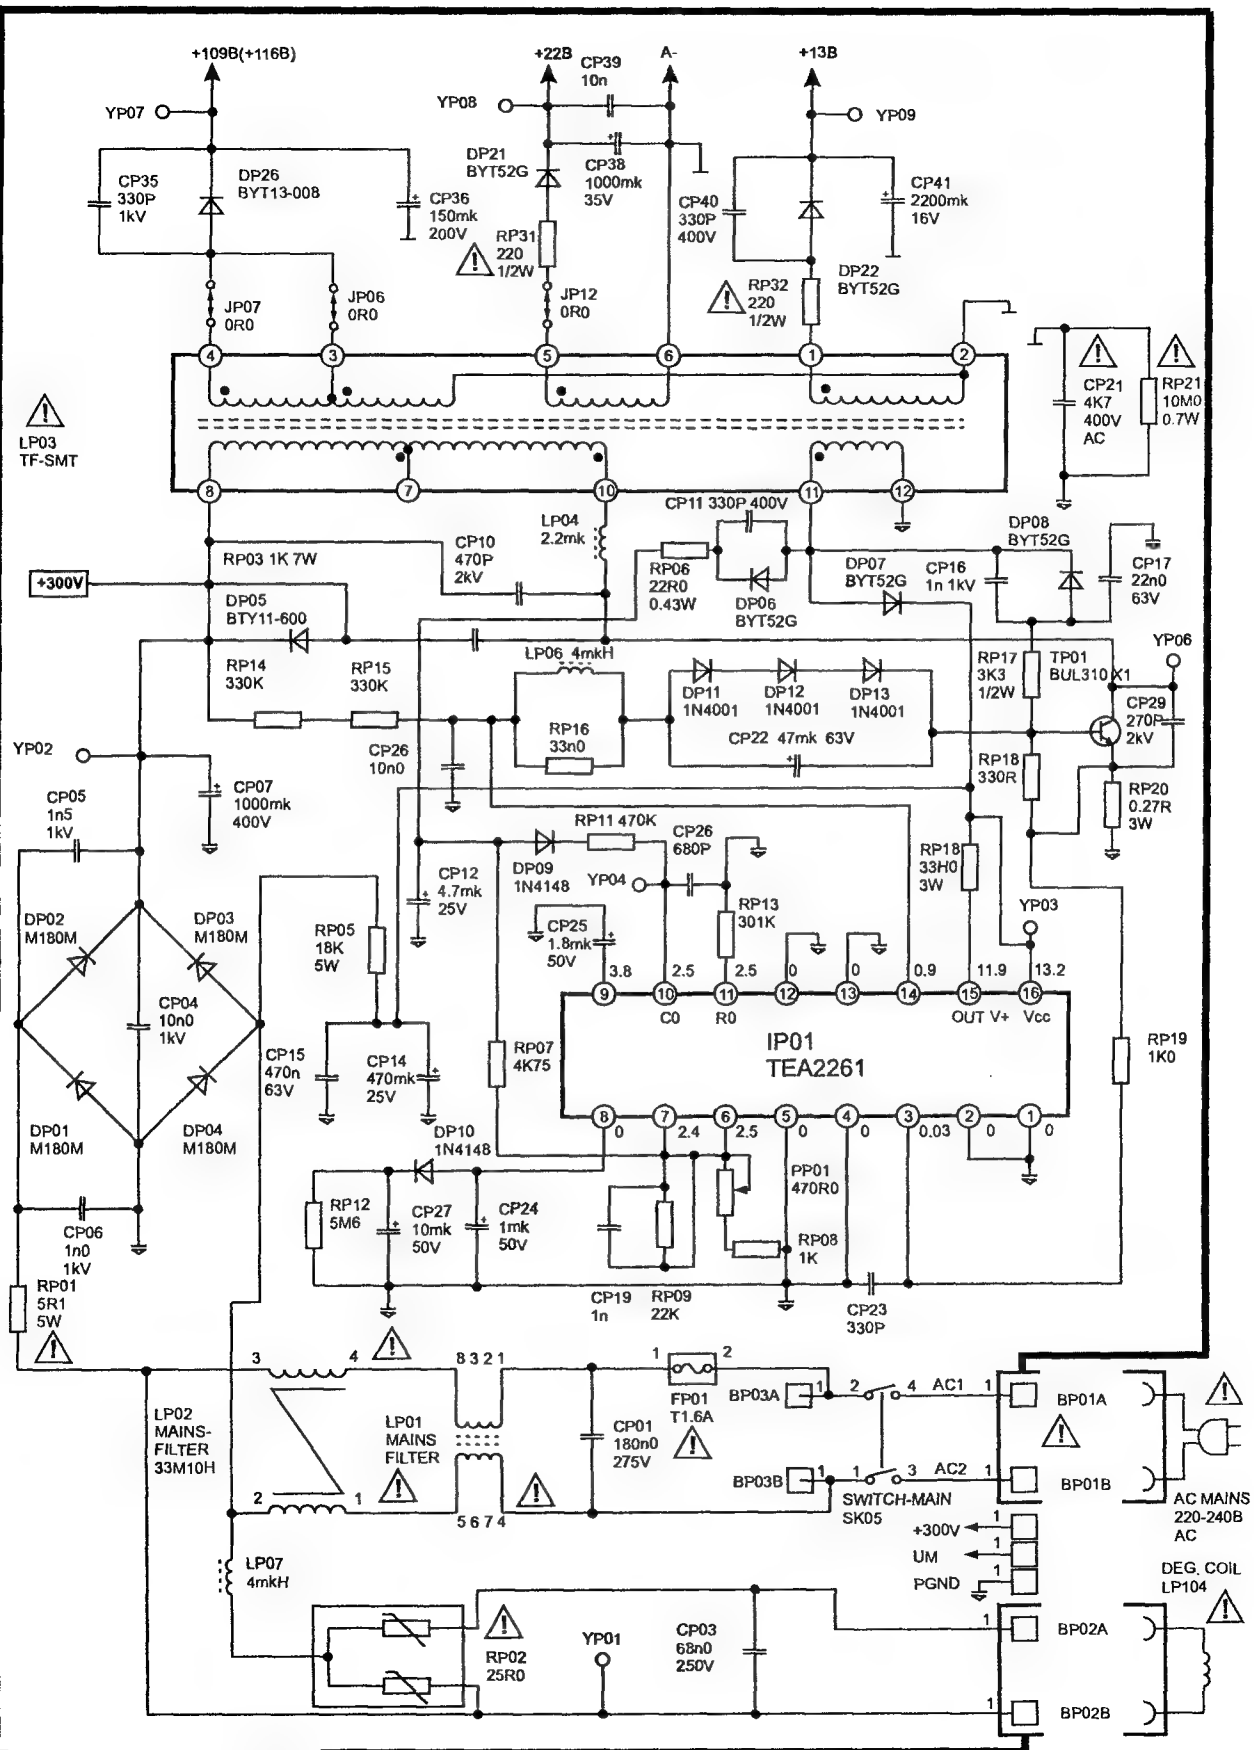 +109B(+116B)
+22B
A-
+13B
CP39
10n
YP07
YP08
YP09
CP35
330P
1kV
DP26
BYT13-008
CP36
150mk
200V
DP21
BYT52G
CP38
1000mk
35V
RP31
220
1/2W
CP40
330P
400V
CP41
2200mk
16V
JP07
0R0
JP06
0R0
JP12
0R0
RP32
220
1/2W
DP22
BYT52G
4
3
5
6
1
2
LP03
TF-SMT
CP21
4K7
400V
AC
RP21
10M0
0.7W
8
7
10
11
12
RP03 1K 7W
CP10
470P
2kV
LP04
2.2mk
CP11 330P 400V
RP06
22R0
0.43W
DP06
BYT52G
DP07
BYT52G
DP08
BYT52G
CP16
1n 1kV
CP17
22n0
63V
+300V
DP05
BTY11-600
RP14
330K
RP15
330K
LP06 4mkH
RP16
33n0
DP11
1N4001
DP12
1N4001
DP13
1N4001
CP22 47mk 63V
RP17
3K3
1/2W
TP01
BUL310 X1
YP06
CP29
270P
2kV
RP18
330R
RP20
0.27R
3W
YP02
CP26
10n0
CP07
1000mk
400V
CP05
1n5
1kV
RP11 470K
CP26
680P
DP09
1N4148
CP12
4.7mk
25V
YP04
RP13
301K
RP18
33H0
3W
YP03
DP02
M180M
DP03
M180M
RP05
18K
5W
CP25
1.8mk
50V
CP04
10n0
1kV
3.8
2.5
2.5
0
0
0.9
11.9
13.2
9
10
11
12
13
14
15
16
C0
R0
OUT V+
Vcc
IP01
TEA2261
CP15
470n
63V
CP14
470mk
25V
RP07
4K75
RP19
1K0
8
7
6
5
4
3
2
1
0
2.4
2.5
0
0
0.03
0
0
DP01
M180M
DP04
M180M
DP10
1N4148
RP12
5M6
CP27
10mk
50V
CP24
1mk
50V
PP01
470R0
RP08
1K
CP06
1n0
1kV
RP01
5R1
5W
CP19
1n
RP09
22K
CP23
330P
3
4
8 3 2 1
1
2
FP01
T1.6A
BP03A
1
2
4
AC1
1
BP01A
LP02
MAINS-
FILTER
33M10H
LP01
MAINS
FILTER
CP01
180n0
275V
BP03B
1
1
3
AC2
1
BP01B
2
1
5 6 7 4
SWITCH-MAIN
SK05
AC MAINS
220-240B
AC
+300V
1
UM
1
PGND
1
LP07
4mkH
DEG. COIL
LP104
RP02
25R0
YP01
CP03
68n0
250V
1
BP02A
1
BP02B